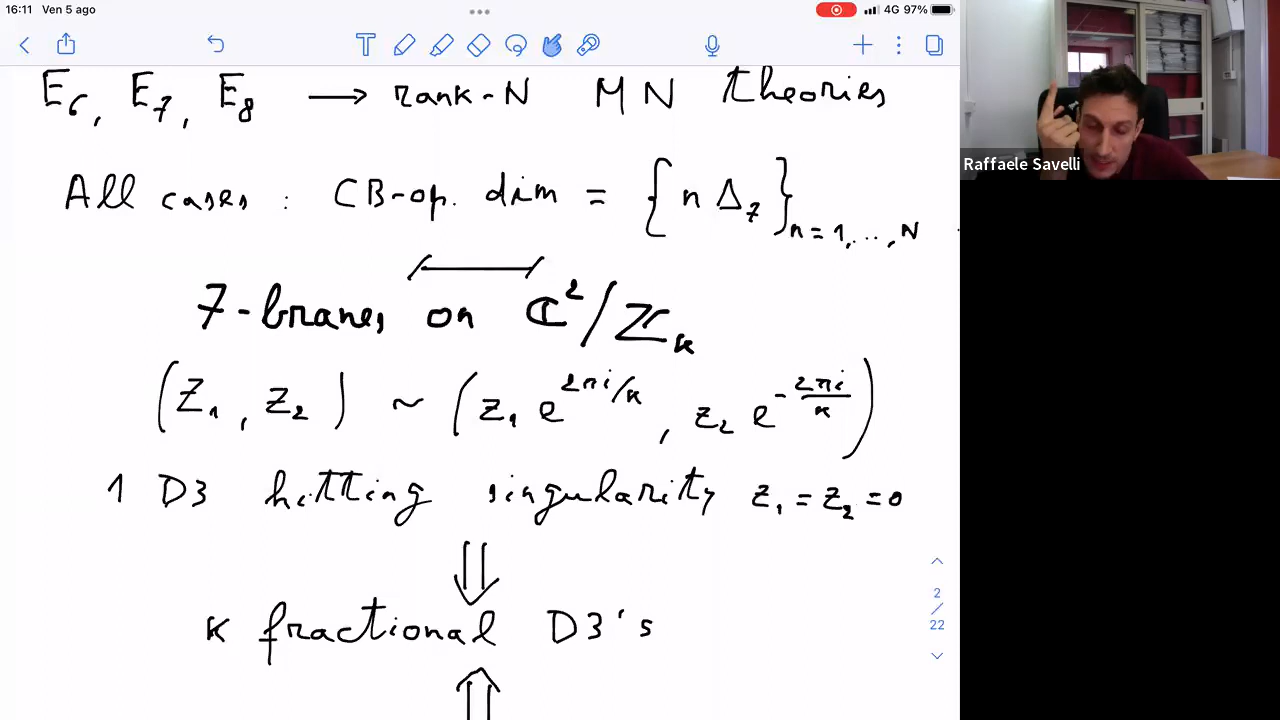 16:11 Ven 5 ago
4G 97%
E₆, E₇, E₈ ⟶ rank-N MN theories
All cases : CB-op. dim = { n Δ₇ }ₙ₌₁,…,N
7-branes on ℂ²/ℤₖ
(z₁, z₂) ~ (z₁ e^{2πi/k}, z₂ e^{-2πi/k})
1 D3 hitting singularity z₁ = z₂ = 0
⇓
k fractional D3's
⇑
2
/
22
Raffaele Savelli